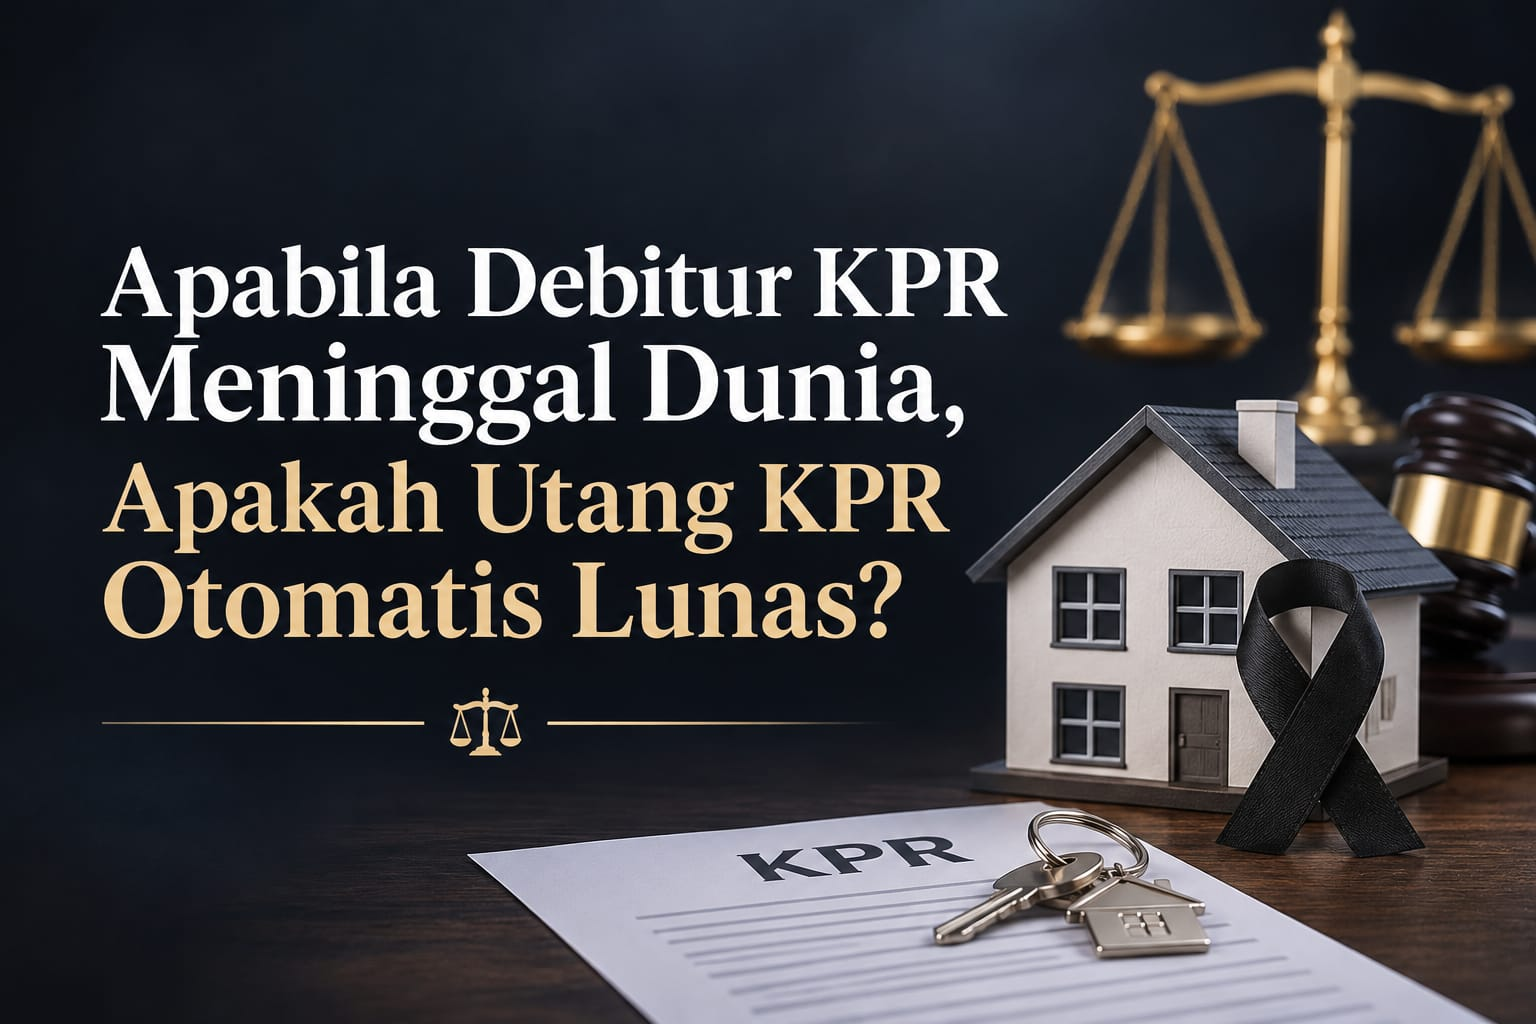 Apabila Debitur KPR
Meninggal Dunia,
Apakah Utang KPR
Otomatis Lunas?
KPR